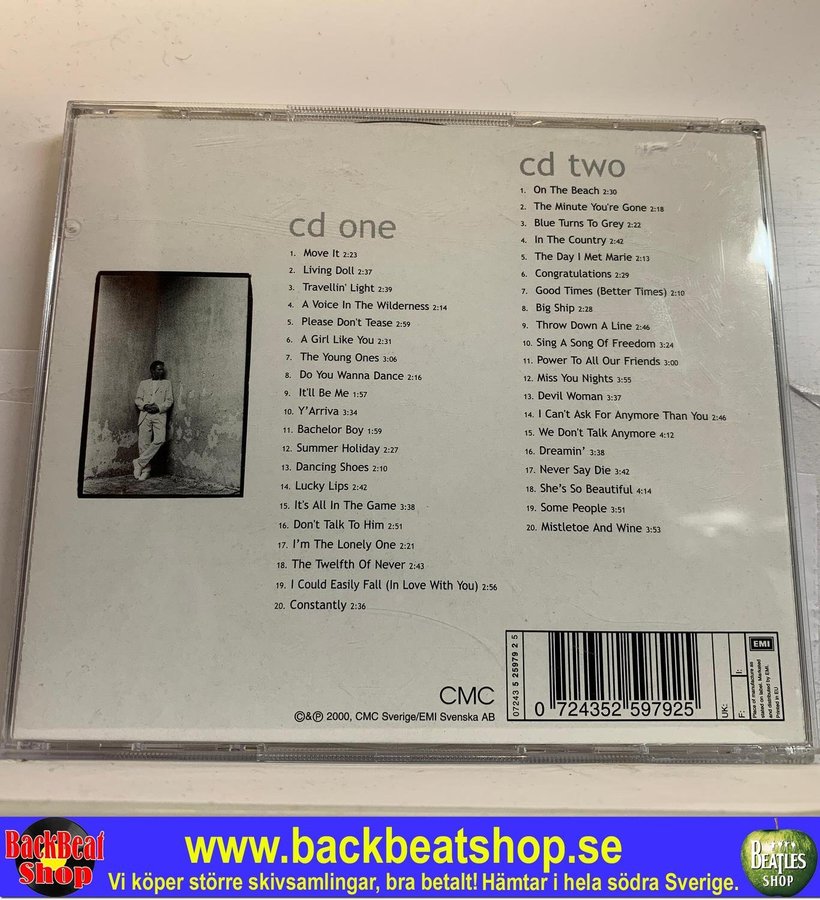 cd one
1. Move It 2:23
2. Living Doll 2:37
3. Travellin' Light 2:39
4. A Voice In The Wilderness 2:14
5. Please Don't Tease 2:59
6. A Girl Like You 2:31
7. The Young Ones 3:06
8. Do You Wanna Dance 2:16
9. It'll Be Me 1:57
10. Y'Arriva 3:34
11. Bachelor Boy 1:59
12. Summer Holiday 2:27
13. Dancing Shoes 2:10
14. Lucky Lips 2:42
15. It's All In The Game 3:38
16. Don't Talk To Him 2:51
17. I'm The Lonely One 2:21
18. The Twelfth Of Never 2:43
19. I Could Easily Fall (In Love With You) 2:56
20. Constantly 2:36
cd two
1. On The Beach 2:30
2. The Minute You're Gone 2:18
3. Blue Turns To Grey 2:22
4. In The Country 2:42
5. The Day I Met Marie 2:13
6. Congratulations 2:29
7. Good Times (Better Times) 2:10
8. Big Ship 2:28
9. Throw Down A Line 2:46
10. Sing A Song Of Freedom 3:24
11. Power To All Our Friends 3:00
12. Miss You Nights 3:55
13. Devil Woman 3:37
14. I Can't Ask For Anymore Than You 2:46
15. We Don't Talk Anymore 4:12
16. Dreamin' 3:38
17. Never Say Die 3:42
18. She's So Beautiful 4:14
19. Some People 3:51
20. Mistletoe And Wine 3:53
CMC
©&℗ 2000, CMC Sverige/EMI Svenska AB
07243 5 25979 2 5
0 724352 597925
UK:
F:
I:
EMI
Place of manufacture as
stated on label. Marketed
and distributed by EMI.
Printed in EU
BackBeat
Shop
www.backbeatshop.se
Vi köper större skivsamlingar, bra betalt! Hämtar i hela södra Sverige.
BEATLES
SHOP